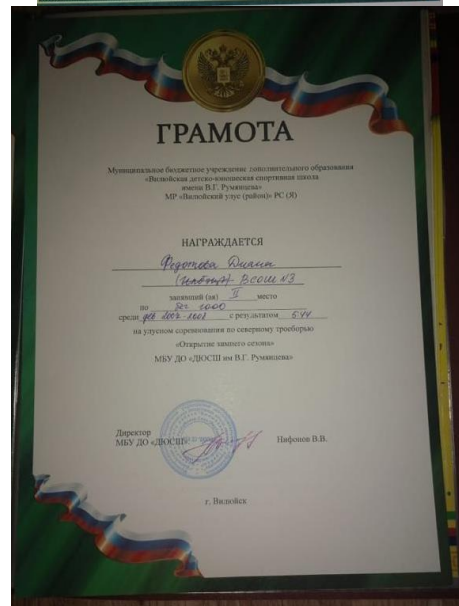 ГРАМОТА
Муниципальное бюджетное учреждение дополнительного образования
«Вилюйская детско-юношеская спортивная школа
имени В.Г. Румянцева»
МР «Вилюйский улус (район)» РС (Я)
НАГРАЖДАЕТСЯ
Федотова Диана
ВСОШ №3
занявший (ая) II место
по бег 1000
среди дев 2007-2008 с результатом 5:44
на улусном соревновании по северному троеборью
«Открытие зимнего сезона»
МБУ ДО «ДЮСШ им В.Г. Румянцева»
Директор
МБУ ДО «ДЮСШ» Нифонов В.В.
г. Вилюйск